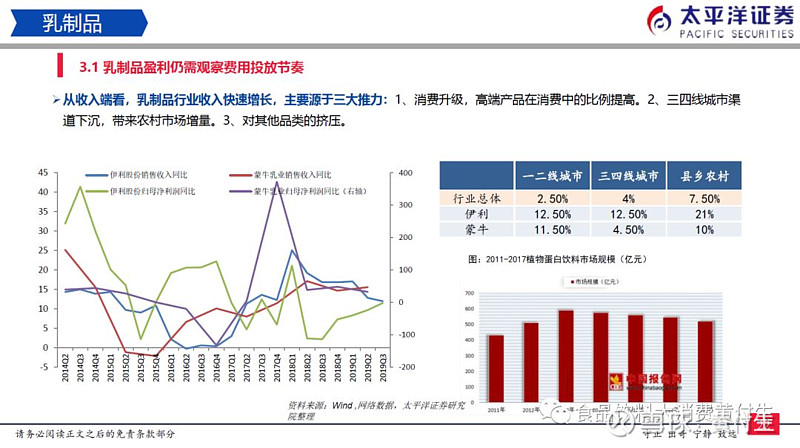 乳制品
太平洋证券
PACIFIC SECURITIES
3.1 乳制品盈利仍需观察费用投放节奏
从收入端看，乳制品行业收入快速增长，主要源于三大推力：1、消费升级，高端产品在消费中的比例提高。2、三四线城市渠
道下沉，带来农村市场增量。3、对其他品类的挤压。
伊利股份销售收入同比 蒙牛乳业销售收入同比
伊利股份归母净利润同比 蒙牛乳业归母净利润同比（右轴）
45 400
40
35 300
30
25 200
20
15 100
10 0
5
0 -100
-5 -200
2014Q2 2014Q3 2014Q4 2015Q1 2015Q2 2015Q3 2015Q4 2016Q1 2016Q2 2016Q3 2016Q4 2017Q1 2017Q2 2017Q3 2017Q4 2018Q1 2018Q2 2018Q3 2018Q4 2019Q1 2019Q2 2019Q3
资料来源：Wind ,网络数据，太平洋证券研究
院整理
一二线城市 三四线城市 县乡农村
行业总体 2.50% 4% 7.50%
伊利 12.50% 12.50% 21%
蒙牛 11.50% 4.50% 10%
图：2011-2017植物蛋白饮料市场规模（亿元）
市场规模（亿元）
700
600
500
400
300
200
100
0
2011年 2012年
中国报告网
请务必阅读正文之后的免责条款部分
守正 出奇 宁静 致远